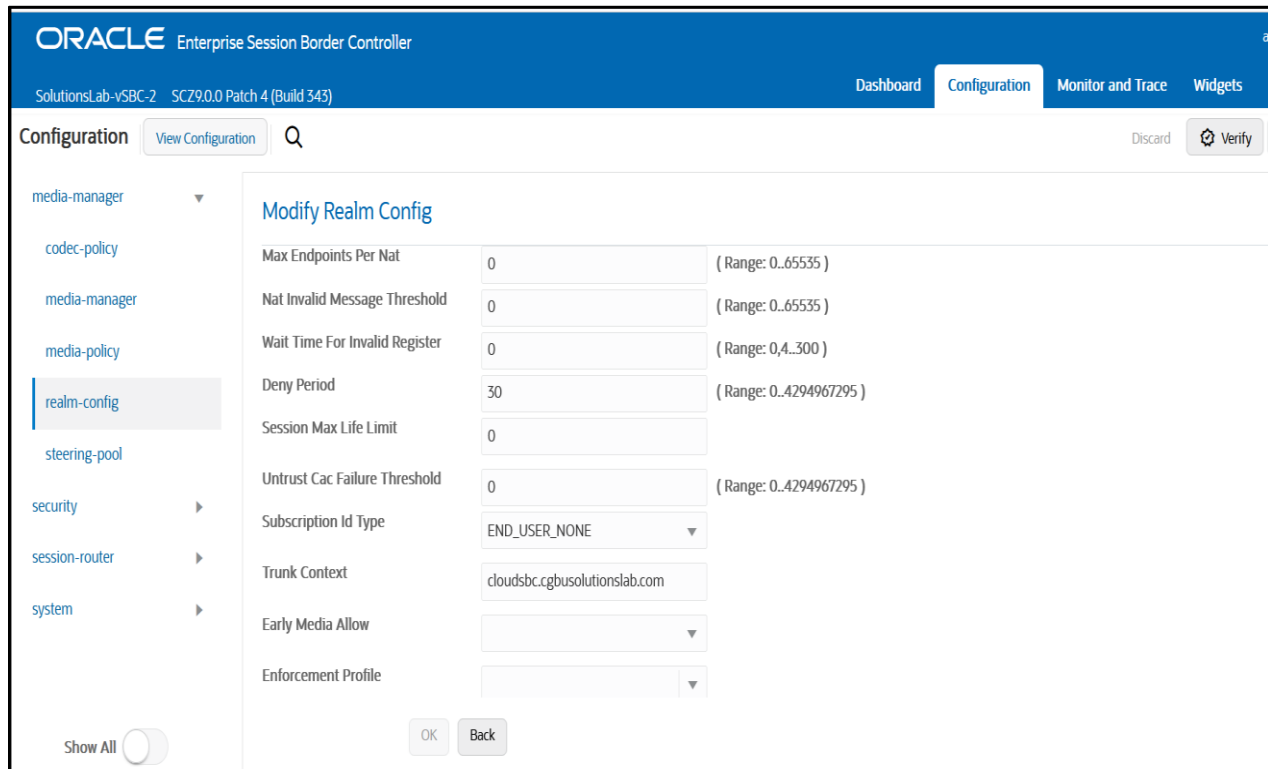 ORACLE Enterprise Session Border Controller
a
SolutionsLab-vSBC-2 SCZ9.0.0 Patch 4 (Build 343)
Dashboard Configuration Monitor and Trace Widgets
Configuration View Configuration
Discard Verify
media-manager
codec-policy
media-manager
media-policy
realm-config
steering-pool
security
session-router
system
Show All
Modify Realm Config
Max Endpoints Per Nat 0 ( Range: 0..65535 )
Nat Invalid Message Threshold 0 ( Range: 0..65535 )
Wait Time For Invalid Register 0 ( Range: 0,4..300 )
Deny Period 30 ( Range: 0..4294967295 )
Session Max Life Limit 0
Untrust Cac Failure Threshold 0 ( Range: 0..4294967295 )
Subscription Id Type END_USER_NONE
Trunk Context cloudsbc.cgbusolutionslab.com
Early Media Allow
Enforcement Profile
OK Back